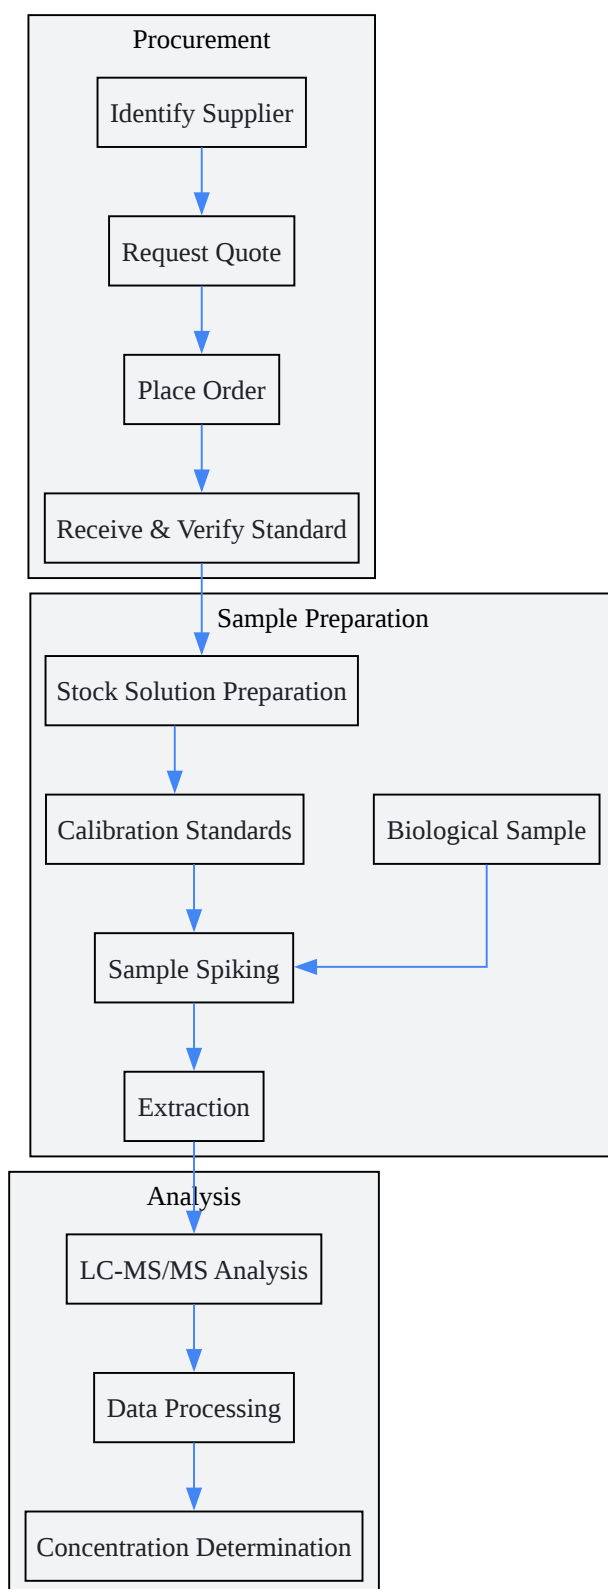 Procurement
Identify Supplier
Request Quote
Place Order
Receive & Verify Standard
Sample Preparation
Stock Solution Preparation
Calibration Standards
Biological Sample
Sample Spiking
Extraction
Analysis
LC-MS/MS Analysis
Data Processing
Concentration Determination